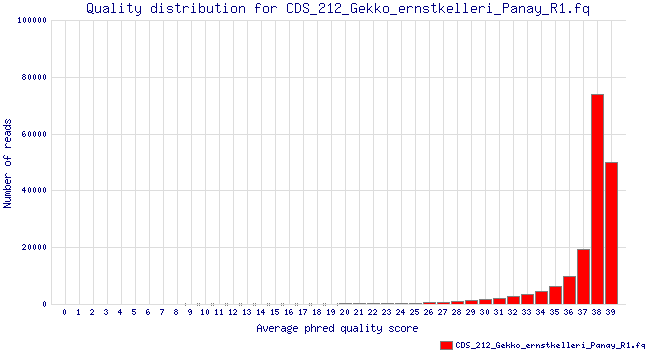 Quality distribution for CDS_212_Gekko_ernstkelleri_Panay_R1.fq
Number of reads
100000
80000
60000
40000
20000
0
0 1 2 3 4 5 6 7 8 9 10 11 12 13 14 15 16 17 18 19 20 21 22 23 24 25 26 27 28 29 30 31 32 33 34 35 36 37 38 39
Average phred quality score
CDS_212_Gekko_ernstkelleri_Panay_R1.fq